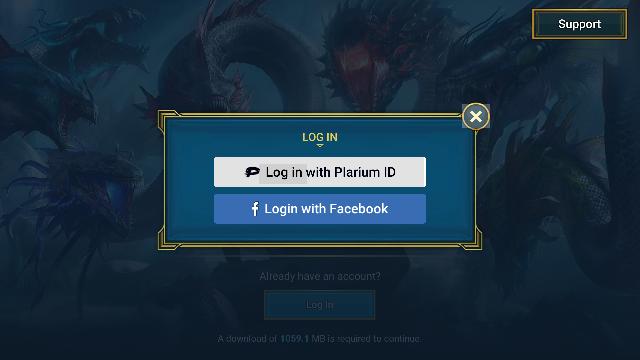 Support
LOG IN
Log in with Plarium ID
Login with Facebook
Already have an account?
Log In
A download of 1059.1 MB is required to continue.